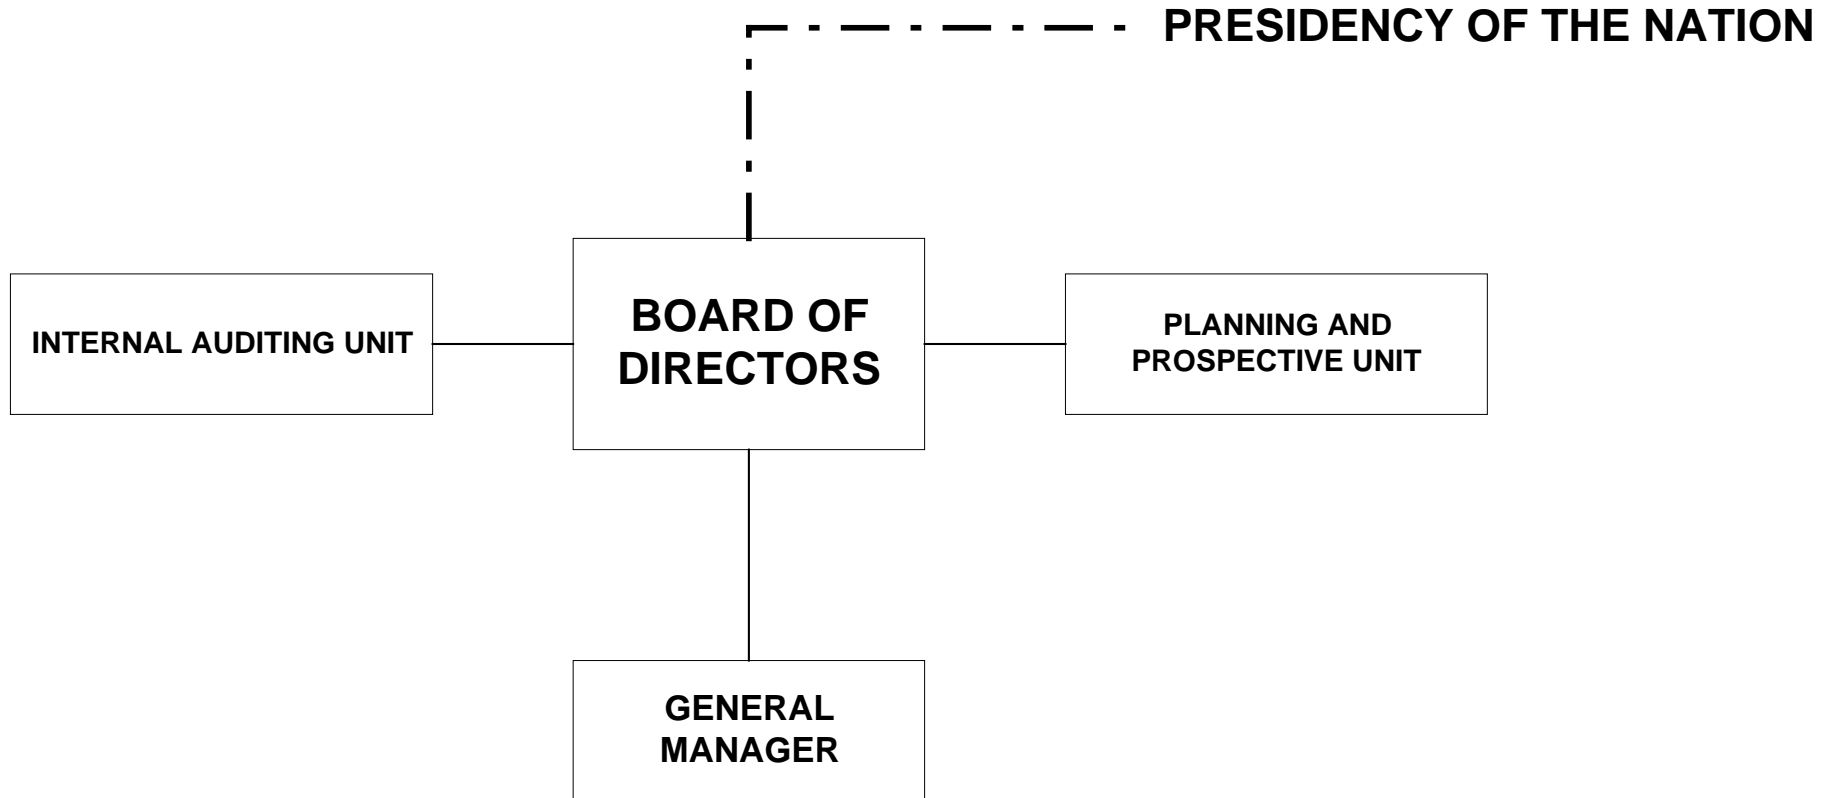 PRESIDENCY OF THE NATION
INTERNAL AUDITING UNIT
BOARD OF
DIRECTORS
PLANNING AND
PROSPECTIVE UNIT
GENERAL
MANAGER